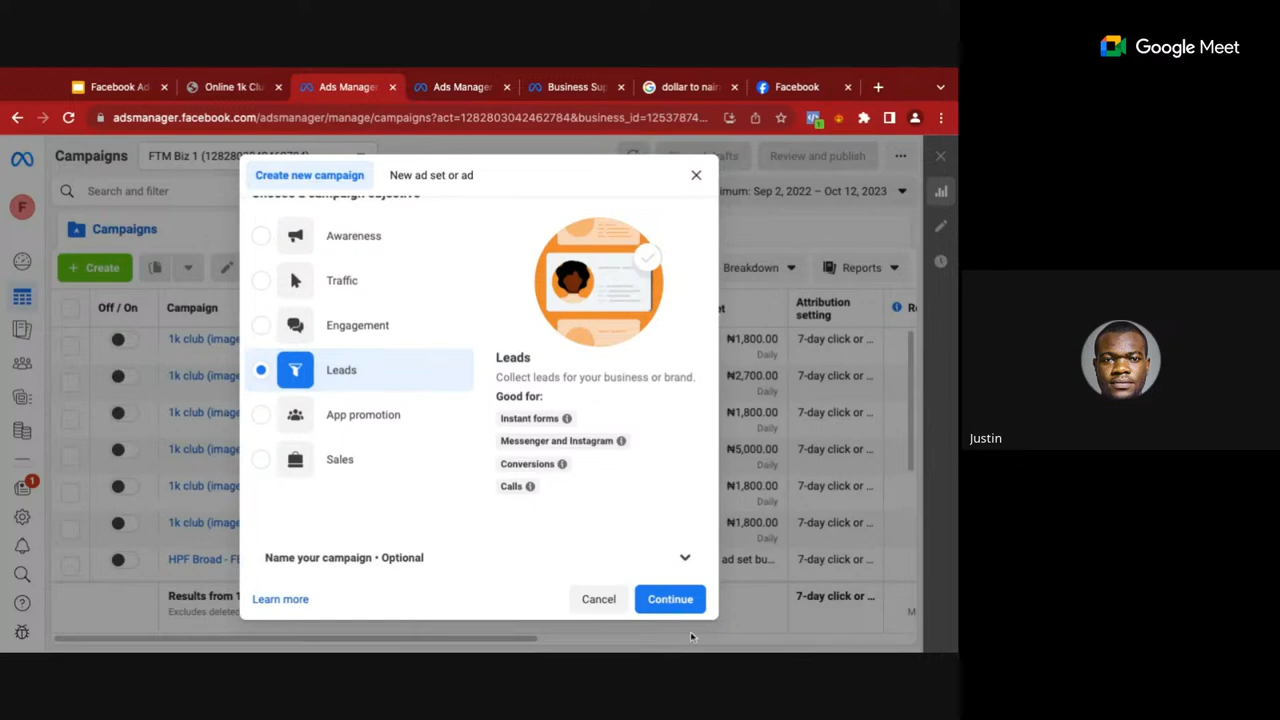 Google Meet
Facebook Ad
Online 1k Clu
Ads Manager
Ads Manager
Business Sup
dollar to nair
Facebook
adsmanager.facebook.com/adsmanager/manage/campaigns?act=1282803042462784&business_id=12537874...
Campaigns
FTM Biz 1
Review and publish
Create new campaign
New ad set or ad
Search and filter
imum: Sep 2, 2022 – Oct 12, 2023
Choose a campaign objective
F
Campaigns
Awareness
+ Create
Traffic
Breakdown
Reports
Off / On
Campaign
Engagement
Attribution
setting
Leads
Leads
Collect leads for your business or brand.
Good for:
Instant forms
Messenger and Instagram
Conversions
Calls
App promotion
Sales
1k club (image
₦1,800.00
Daily
7-day click or ...
1k club (image
₦2,700.00
Daily
7-day click or ...
1k club (image
₦1,800.00
Daily
7-day click or ...
1k club (image
₦5,000.00
Daily
7-day click or ...
1k club (image
₦1,800.00
Daily
7-day click or ...
1k club (image
₦1,800.00
Daily
7-day click or ...
1
HPF Broad - FB
ad set bu...
7-day click or ...
Name your campaign • Optional
Results from 1
Excludes deleted
7-day click or ...
Learn more
Cancel
Continue
Justin